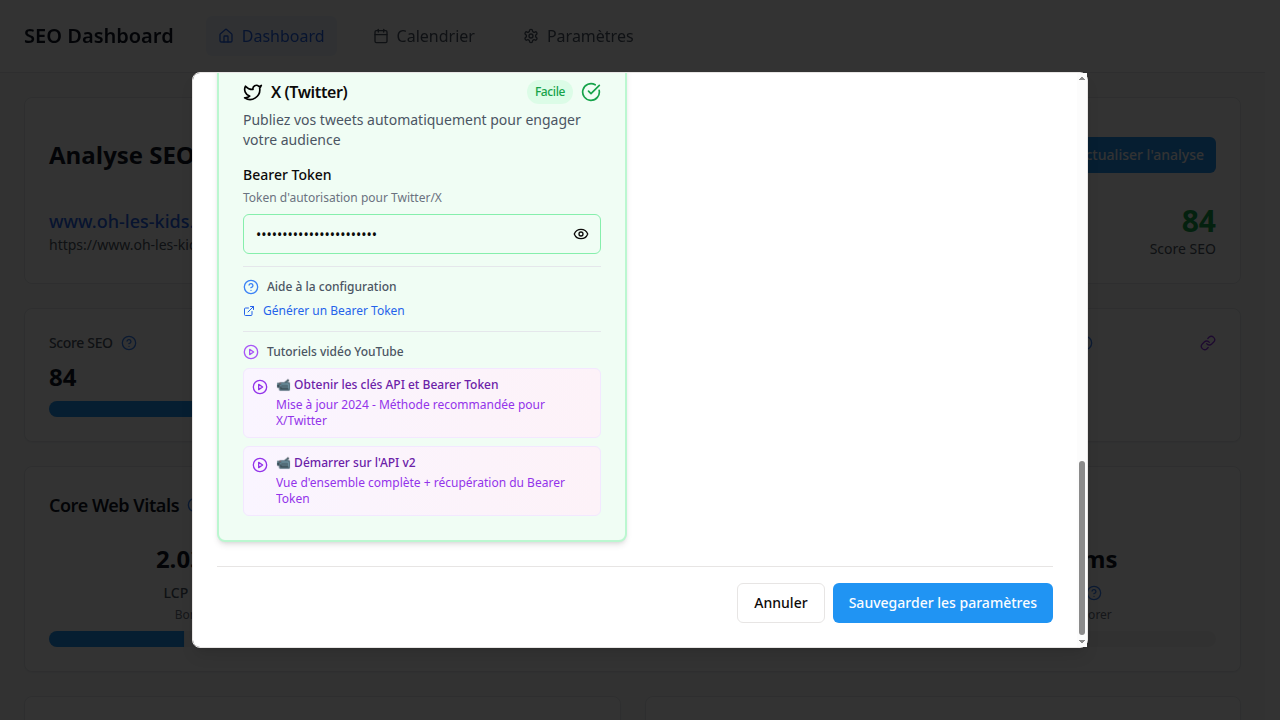 SEO Dashboard
Dashboard
Calendrier
Paramètres
X (Twitter)
Facile
Publiez vos tweets automatiquement pour engager
votre audience
Bearer Token
Token d'autorisation pour Twitter/X
••••••••••••••••••••••
Aide à la configuration
Générer un Bearer Token
Tutoriels vidéo YouTube
📹 Obtenir les clés API et Bearer Token
Mise à jour 2024 - Méthode recommandée pour
X/Twitter
📹 Démarrer sur l'API v2
Vue d'ensemble complète + récupération du Bearer
Token
Annuler
Sauvegarder les paramètres
Analyse SEO
ctualiser l'analyse
www.oh-les-kids.
https://www.oh-les-kid
84
Score SEO
Score SEO
84
Core Web Vitals
2.0
LCP
ms
orer